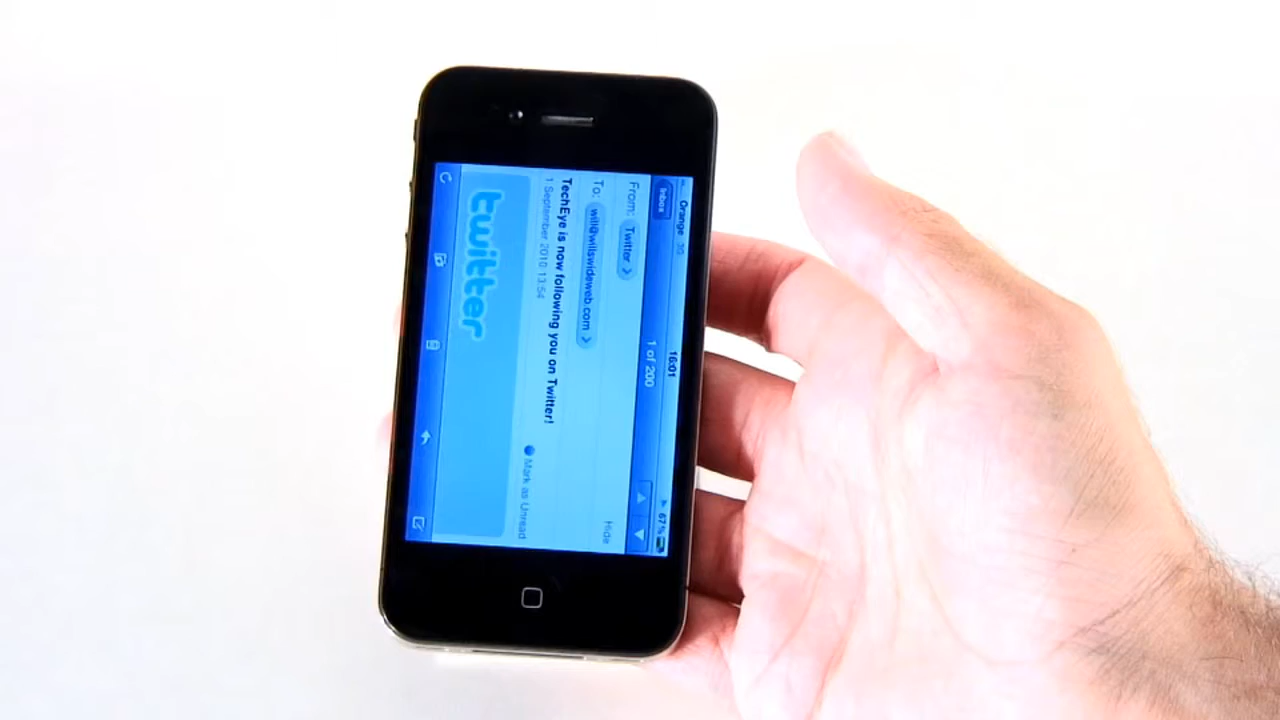 Orange 3G 16:01 67%
Inbox 1 of 200
From: Twitter Hide
To: will@willswideweb.com
TechEye is now following you on Twitter!
1 September 2010 13:54 Mark as Unread
twitter